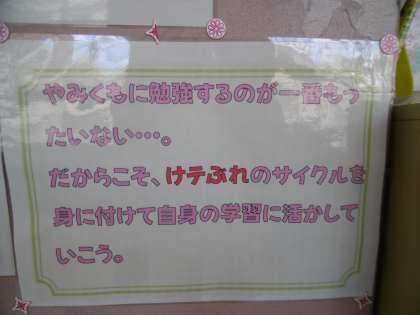 やみくもに勉強するのが一番もっ
たいない…。
だからこそ、けテぶれのサイクルを
身に付けて自身の学習に活かして
いこう。